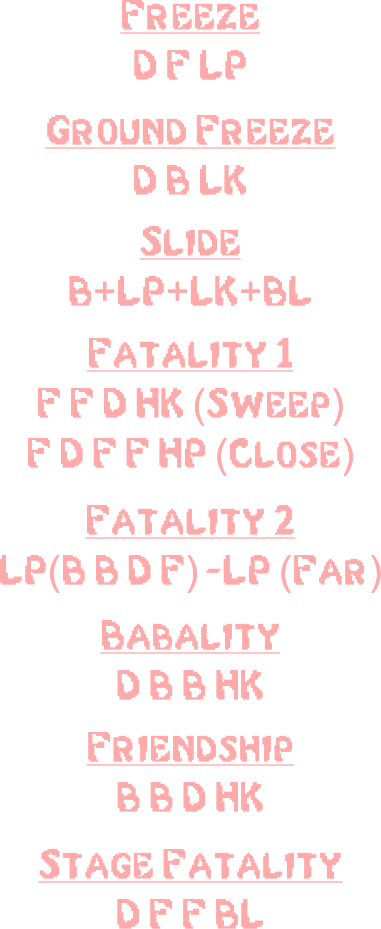 Freeze
D F LP
Ground Freeze
D B LK
Slide
B+LP+LK+BL
Fatality 1
F F D HK (Sweep)
F D F F HP (Close)
Fatality 2
LP(B B D F) -LP (Far)
Babality
D B B HK
Friendship
B B D HK
Stage Fatality
D F F BL